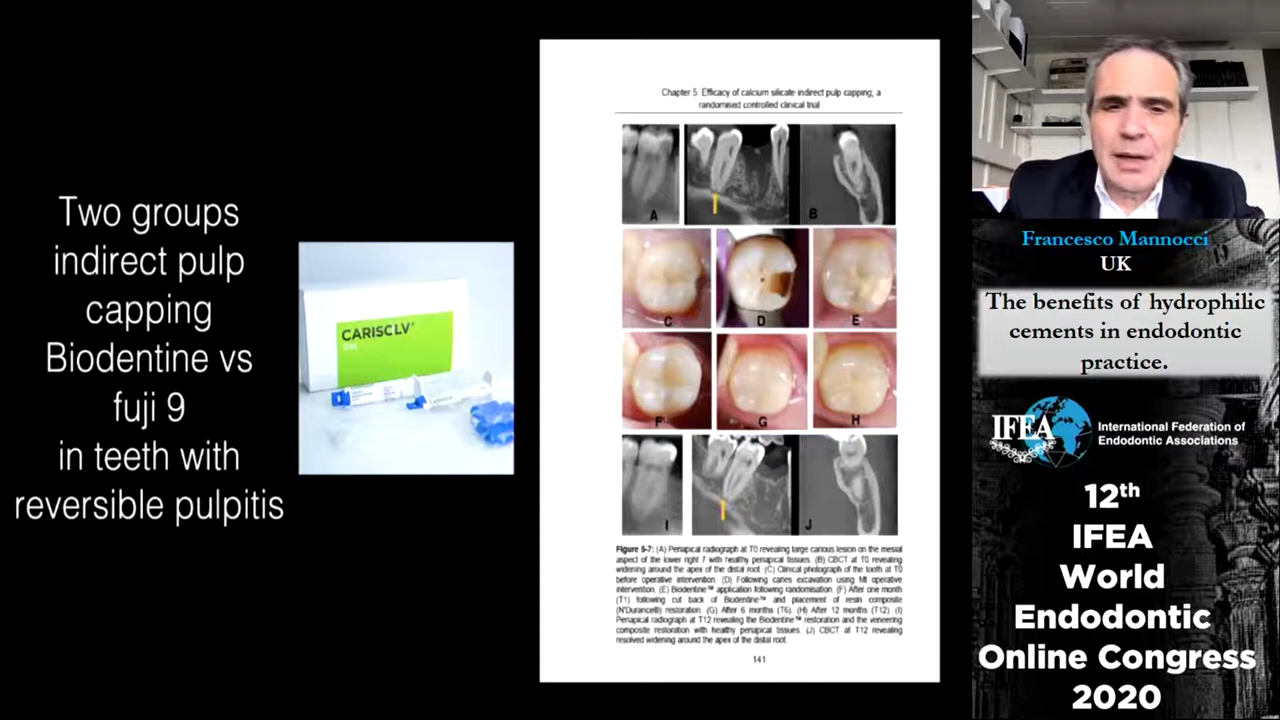 Two groups
indirect pulp
capping
Biodentine vs
fuji 9
in teeth with
reversible pulpitis
CARISOLV®
Chapter 5: Efficacy of calcium silicate indirect pulp capping; a
randomised controlled clinical trial
A
B
C
D
E
F
G
H
I
J
Figure 5-7: (A) Periapical radiograph at T0 revealing large carious lesion on the mesial
aspect of the lower right 7 with healthy periapical tissues. (B) CBCT at T0 revealing
widening around the apex of the distal root. (C) Clinical photograph of the tooth at T0
before operative intervention. (D) Following caries excavation using MI operative
intervention. (E) Biodentine™ application following randomisation. (F) After one month
(T1) following cut back of Biodentine™ and placement of resin composite
(N'Durance®) restoration. (G) After 6 months (T6). (H) After 12 months (T12). (I)
Periapical radiograph at T12 revealing the Biodentine™ restoration and the veneering
composite restoration with healthy periapical tissues. (J) CBCT at T12 revealing
resolved widening around the apex of the distal root.
141
Francesco Mannocci
UK
The benefits of hydrophilic
cements in endodontic
practice.
IFEA
International Federation of
Endodontic Associations
12th
IFEA
World
Endodontic
Online Congress
2020